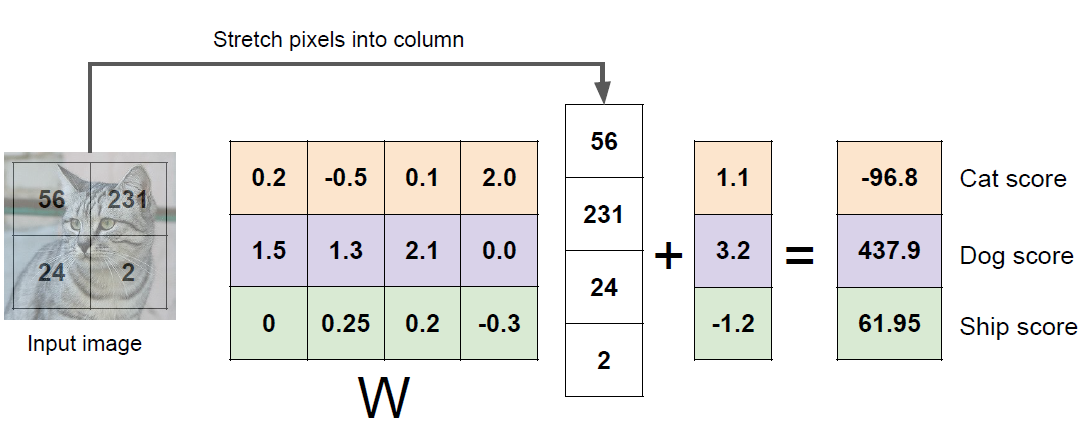 Stretch pixels into column
56 231
24 2
Input image
0.2 -0.5 0.1 2.0
1.5 1.3 2.1 0.0
0 0.25 0.2 -0.3
W
56
231
24
2
+
1.1
3.2
-1.2
=
-96.8 Cat score
437.9 Dog score
61.95 Ship score